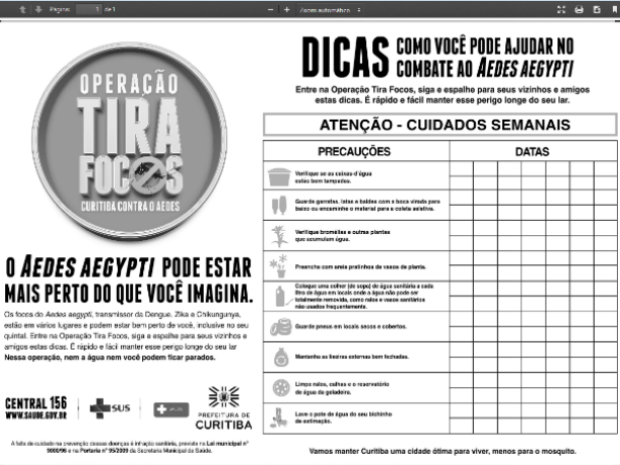 Página:
1
de 1
Zoom automático
OPERAÇÃO
TIRA
FOCOS
CURITIBA CONTRA O AEDES
O AEDES AEGYPTI PODE ESTAR
MAIS PERTO DO QUE VOCÊ IMAGINA.
Os focos do Aedes aegypti, transmissor da Dengue, Zika e Chikungunya,
estão em vários lugares e podem estar bem perto de você, inclusive no seu
quintal. Entre na Operação Tira Focos, siga e espalhe para seus vizinhos e
amigos estas dicas. É rápido e fácil manter esse perigo longe do seu lar
Nessa operação, nem a água nem você podem ficar parados.
CENTRAL 156
WWW.SAUDE.GOV.BR
SUS
PREFEITURA DE
CURITIBA
A falta de cuidado na prevenção dessas doenças é infração sanitária, prevista na Lei municipal nº
9000/96 e na Portaria nº 95/2009 da Secretaria Municipal da Saúde.
DICAS COMO VOCÊ PODE AJUDAR NO
COMBATE AO AEDES AEGYPTI
Entre na Operação Tira Focos, siga e espalhe para seus vizinhos e amigos
estas dicas. É rápido e fácil manter esse perigo longe do seu lar.
ATENÇÃO - CUIDADOS SEMANAIS
PRECAUÇÕES
DATAS
Verifique se as caixas d'água
estão bem tampadas.
Guarde garrafas, latas e baldes com a boca virada para
baixo ou encaminhe o material para a coleta seletiva.
Verifique bromélias e outras plantas
que acumulam água.
Preencha com areia pratinhos de vasos de planta.
Coloque uma colher (de sopa) de água sanitária a cada
litro de água em locais onde a água não pode ser
totalmente removida, como ralos e vasos sanitários
não usados frequentemente.
Guarde pneus em locais secos e cobertos.
Mantenha as lixeiras externas bem fechadas.
Limpe ralos, calhas e o reservatório
de água da geladeira.
Lave o pote de água do seu bichinho
de estimação.
Vamos manter Curitiba uma cidade ótima para viver, menos para o mosquito.